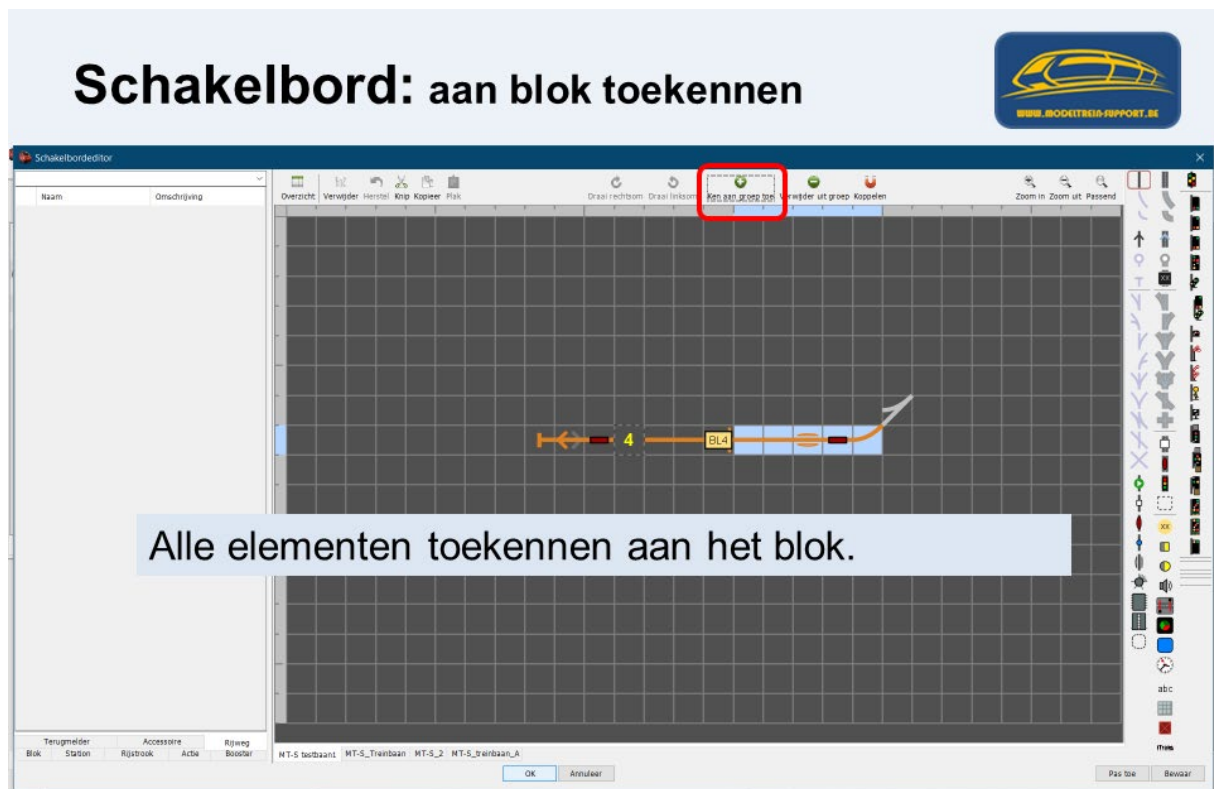 Schakelbord: aan blok toekennen
WWW.MODELTREIN-SUPPORT.BE
Schakelbordeditor
Naam Omschrijving
Overzicht Verwijder Herstel Knip Kopieer Plak Draai rechtsom Draai linksom Ken aan groep toe Verwijder uit groep Koppelen Zoom in Zoom uit Passend
XX
4 BL4
Alle elementen toekennen aan het blok.
XX
abc
iTrain
Terugmelder Accessoire Rijweg
Blok Station Rijstrook Actie Booster
MT-S testbaan1 MT-S_Treinbaan MT-S_2 MT-S_treinbaan_A
OK Annuleer Pas toe Bewaar